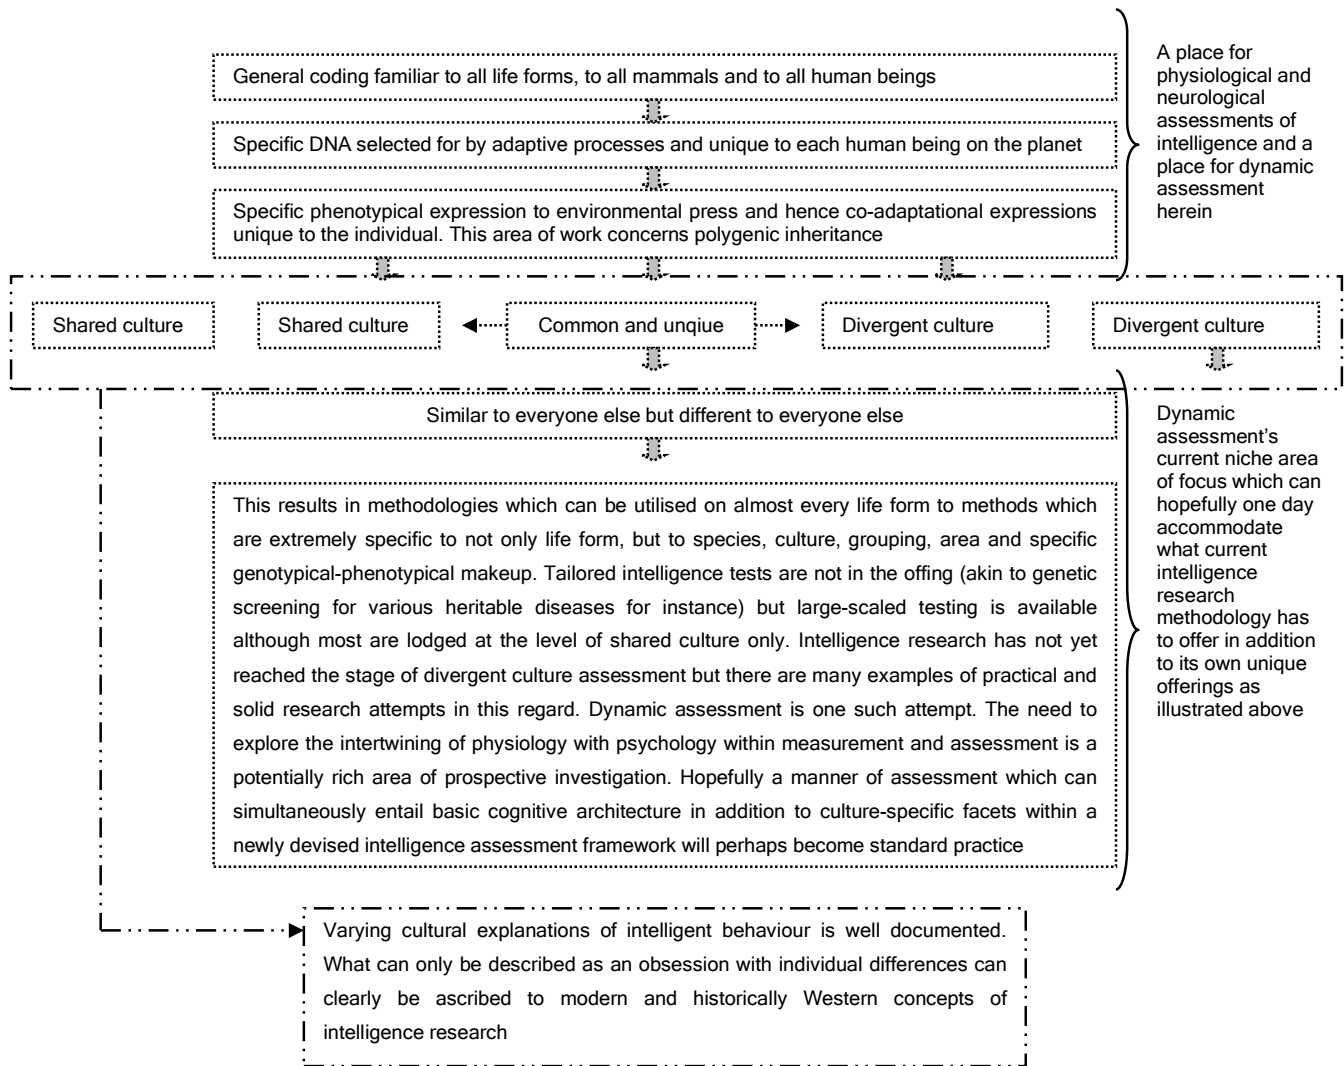 General coding familiar to all life forms, to all mammals and to all human beings
Specific DNA selected for by adaptive processes and unique to each human being on the planet
Specific phenotypical expression to environmental press and hence co-adaptational expressions
unique to the individual. This area of work concerns polygenic inheritance
A place for
physiological and
neurological
assessments of
intelligence and a
place for dynamic
assessment
herein
Shared culture
Shared culture
Common and unqiue
Divergent culture
Divergent culture
Similar to everyone else but different to everyone else
This results in methodologies which can be utilised on almost every life form to methods which
are extremely specific to not only life form, but to species, culture, grouping, area and specific
genotypical-phenotypical makeup. Tailored intelligence tests are not in the offing (akin to genetic
screening for various heritable diseases for instance) but large-scaled testing is available
although most are lodged at the level of shared culture only. Intelligence research has not yet
reached the stage of divergent culture assessment but there are many examples of practical and
solid research attempts in this regard. Dynamic assessment is one such attempt. The need to
explore the intertwining of physiology with psychology within measurement and assessment is a
potentially rich area of prospective investigation. Hopefully a manner of assessment which can
simultaneously entail basic cognitive architecture in addition to culture-specific facets within a
newly devised intelligence assessment framework will perhaps become standard practice
Dynamic
assessment's
current niche area
of focus which can
hopefully one day
accommodate
what current
intelligence
research
methodology has
to offer in addition
to its own unique
offerings as
illustrated above
Varying cultural explanations of intelligent behaviour is well documented.
What can only be described as an obsession with individual differences can
clearly be ascribed to modern and historically Western concepts of
intelligence research